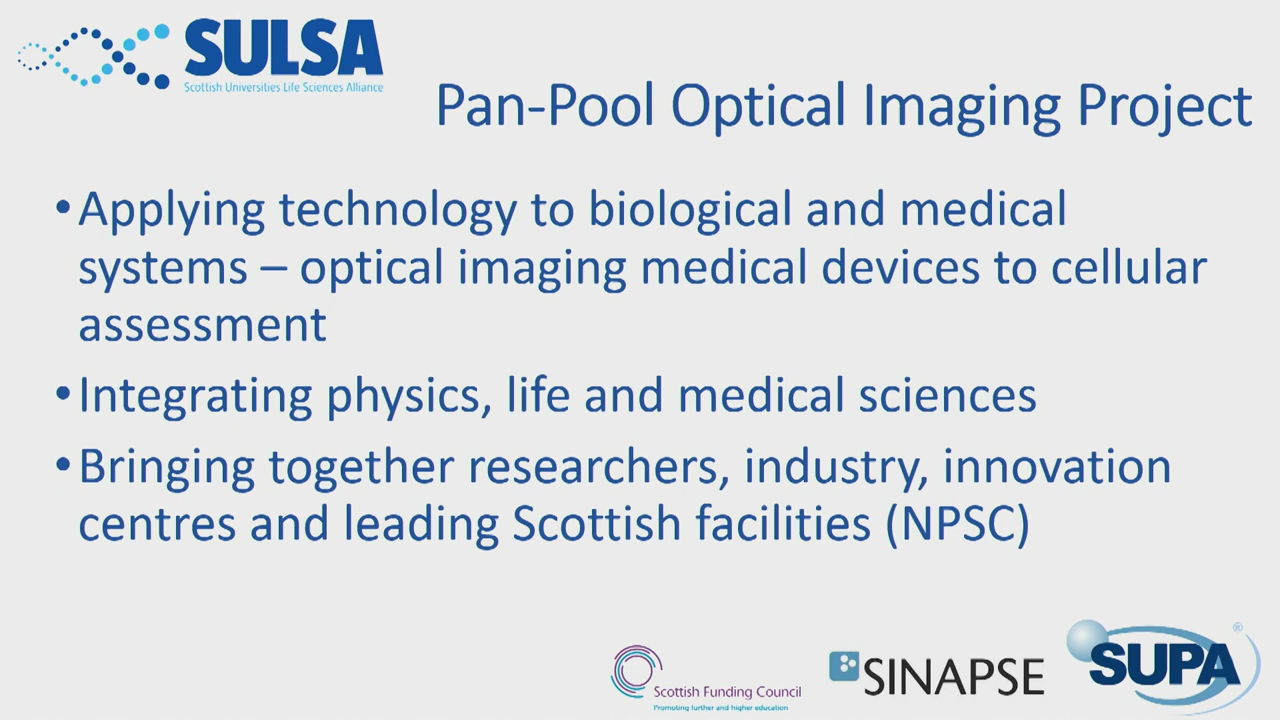 SULSA
Scottish Universities Life Sciences Alliance
Pan-Pool Optical Imaging Project
•Applying technology to biological and medical
systems – optical imaging medical devices to cellular
assessment
•Integrating physics, life and medical sciences
•Bringing together researchers, industry, innovation
centres and leading Scottish facilities (NPSC)
Scottish Funding Council
Promoting further and higher education
SINAPSE
SUPA®